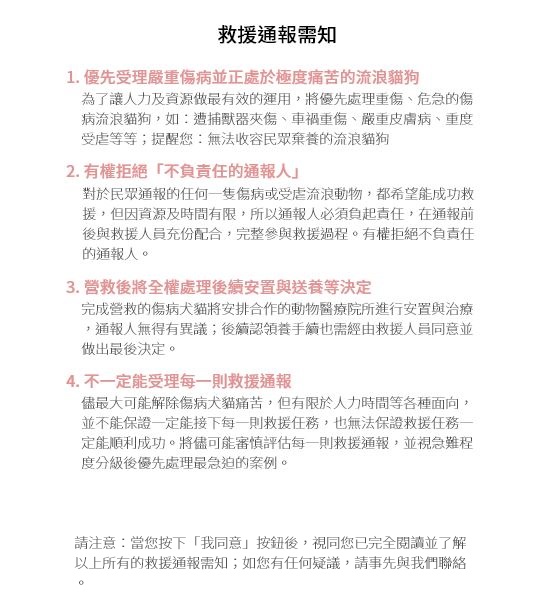 救援通報需知
1. 優先受理嚴重傷病並正處於極度痛苦的流浪貓狗
為了讓人力及資源做最有效的運用，將優先處理重傷、危急的傷
病流浪貓狗，如：遭捕獸器夾傷、車禍重傷、嚴重皮膚病、重度
受虐等等；提醒您：無法收容民眾棄養的流浪貓狗
2. 有權拒絕「不負責任的通報人」
對於民眾通報的任何一隻傷病或受虐流浪動物，都希望能成功救
援，但因資源及時間有限，所以通報人必須負起責任，在通報前
後與救援人員充份配合，完整參與救援過程。有權拒絕不負責任
的通報人。
3. 營救後將全權處理後續安置與送養等決定
完成營救的傷病犬貓將安排合作的動物醫療院所進行安置與治療
，通報人無得有異議；後續認領養手續也需經由救援人員同意並
做出最後決定。
4. 不一定能受理每一則救援通報
儘最大可能解除傷病犬貓痛苦，但有限於人力時間等各種面向，
並不能保證一定能接下每一則救援任務，也無法保證救援任務一
定能順利成功。將儘可能審慎評估每一則救援通報，並視急難程
度分級後優先處理最急迫的案例。
請注意：當您按下「我同意」按鈕後，視同您已完全閱讀並了解
以上所有的救援通報需知；如您有任何疑議，請事先與我們聯絡
。